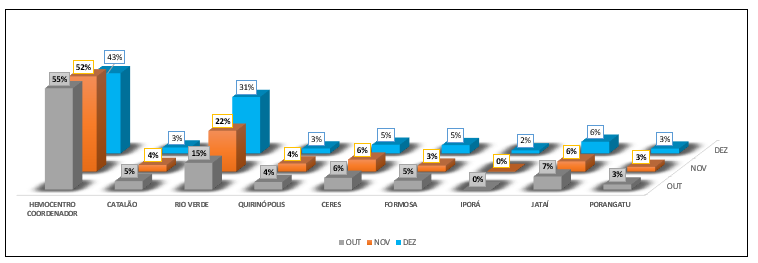 43%
52%
55%
31%
22%
15%
3%
4%
5%
3%
4%
4%
5%
6%
6%
5%
3%
5%
2%
0%
0%
6%
6%
7%
3%
3%
3%
DEZ
NOV
OUT
HEMOCENTRO COORDENADOR
CATALÃO
RIO VERDE
QUIRINÓPOLIS
CERES
FORMOSA
IPORÁ
JATAÍ
PORANGATU
OUT NOV DEZ